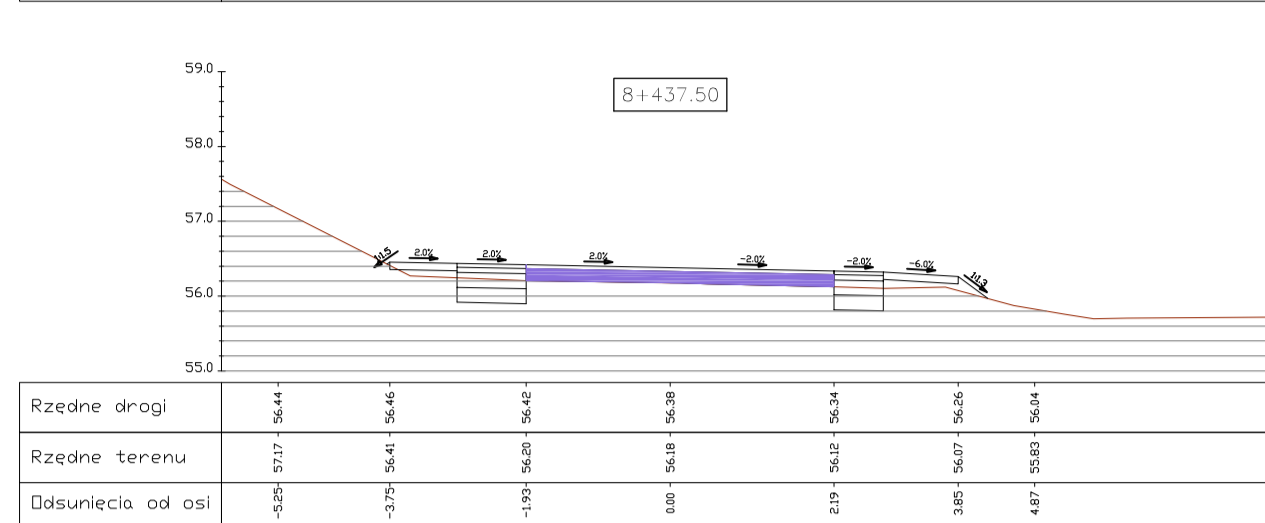 59.0
8+437.50
58.0
57.0
1:1.5
2.0%
2.0%
2.0%
-2.0%
-2.0%
-6.0%
1:1.3
56.0
55.0
Rzędne drogi
56.44 56.46 56.42 56.38 56.34 56.26 56.04
Rzędne terenu
57.17 56.41 56.20 56.18 56.12 56.07 55.83
Odsunięcia od osi
-5.25 -3.75 -1.93 0.00 2.19 3.85 4.87